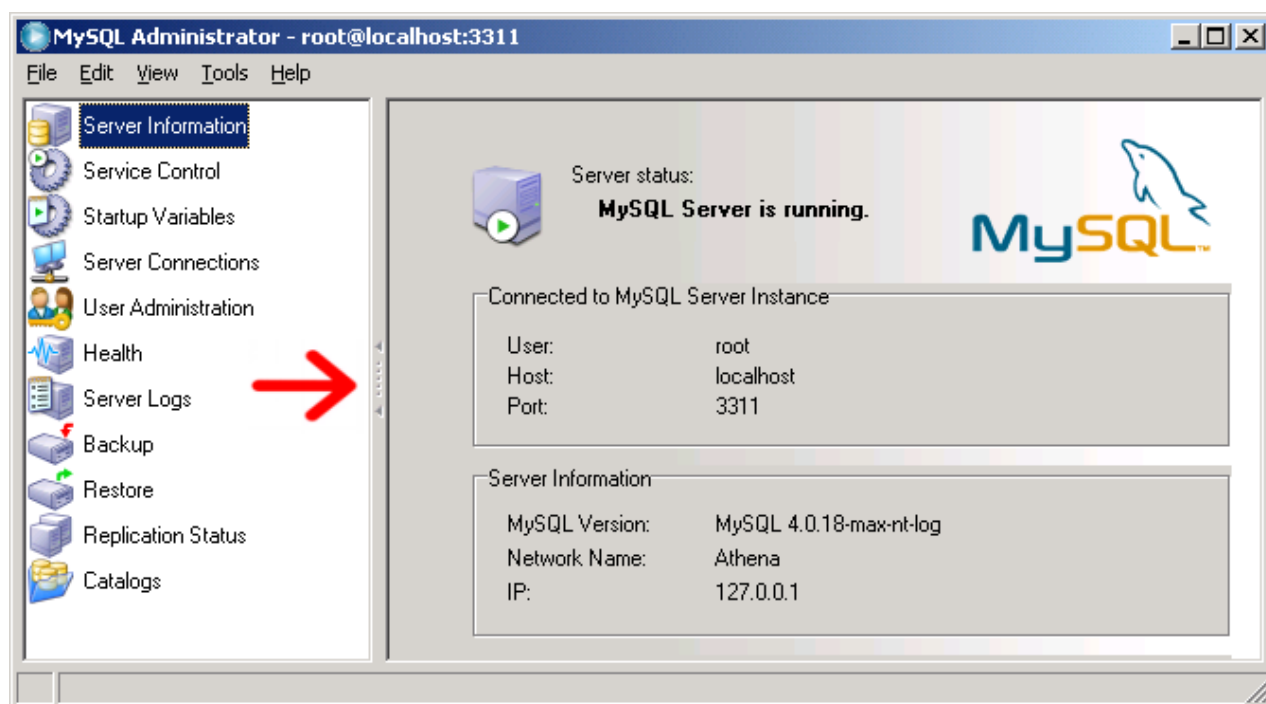 MySQL Administrator - root@localhost:3311
File Edit View Tools Help
Server Information
Service Control
Startup Variables
Server Connections
User Administration
Health
Server Logs
Backup
Restore
Replication Status
Catalogs
Server status:
MySQL Server is running.
MySQL™
Connected to MySQL Server Instance
User: root
Host: localhost
Port: 3311
Server Information
MySQL Version: MySQL 4.0.18-max-nt-log
Network Name: Athena
IP: 127.0.0.1